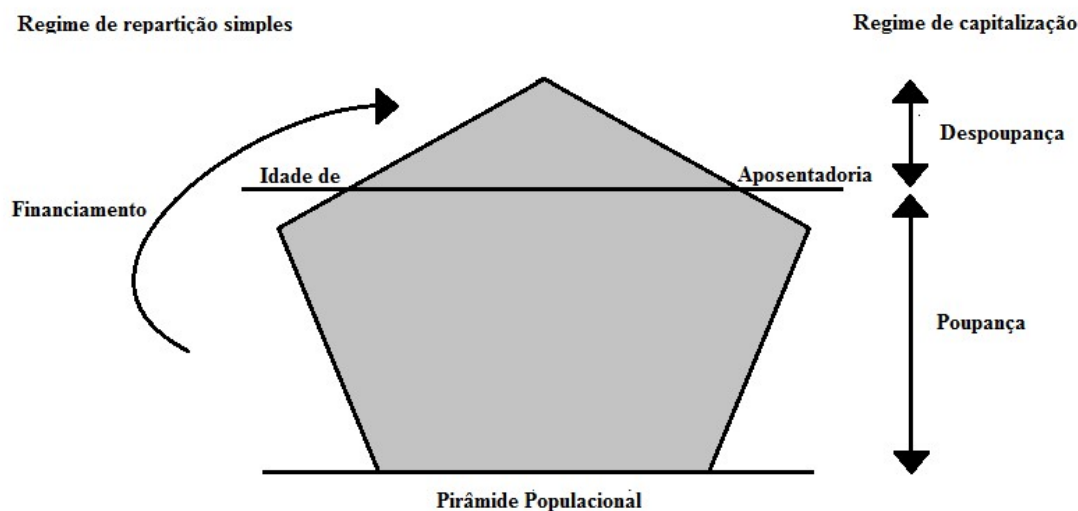 Regime de repartição simples
Regime de capitalização
Despoupança
Idade de
Aposentadoria
Financiamento
Poupança
Pirâmide Populacional